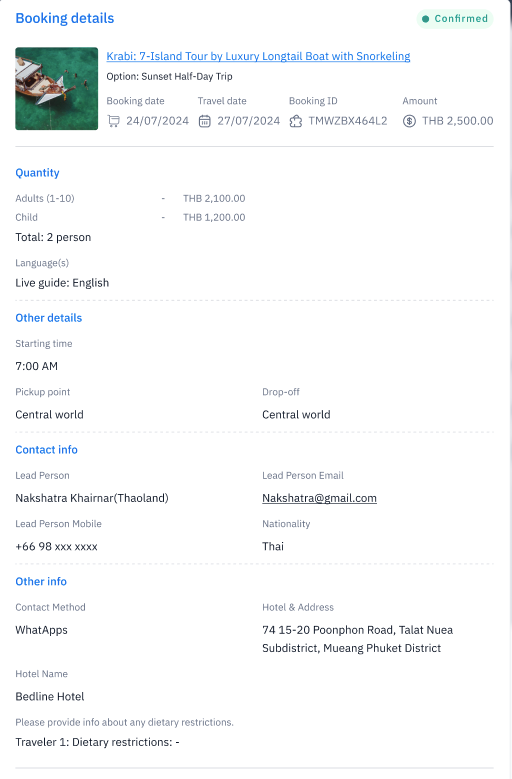 Booking details
Confirmed
Krabi: 7-Island Tour by Luxury Longtail Boat with Snorkeling
Option: Sunset Half-Day Trip
Booking date Travel date Booking ID Amount
24/07/2024 27/07/2024 TMWZBX464L2 THB 2,500.00
Quantity
Adults (1-10) - THB 2,100.00
Child - THB 1,200.00
Total: 2 person
Language(s)
Live guide: English
Other details
Starting time
7:00 AM
Pickup point Drop-off
Central world Central world
Contact info
Lead Person Lead Person Email
Nakshatra Khairnar(Thaoland) Nakshatra@gmail.com
Lead Person Mobile Nationality
+66 98 xxx xxxx Thai
Other info
Contact Method Hotel & Address
WhatApps 74 15-20 Poonphon Road, Talat Nuea
Subdistrict, Mueang Phuket District
Hotel Name
Bedline Hotel
Please provide info about any dietary restrictions.
Traveler 1: Dietary restrictions: -